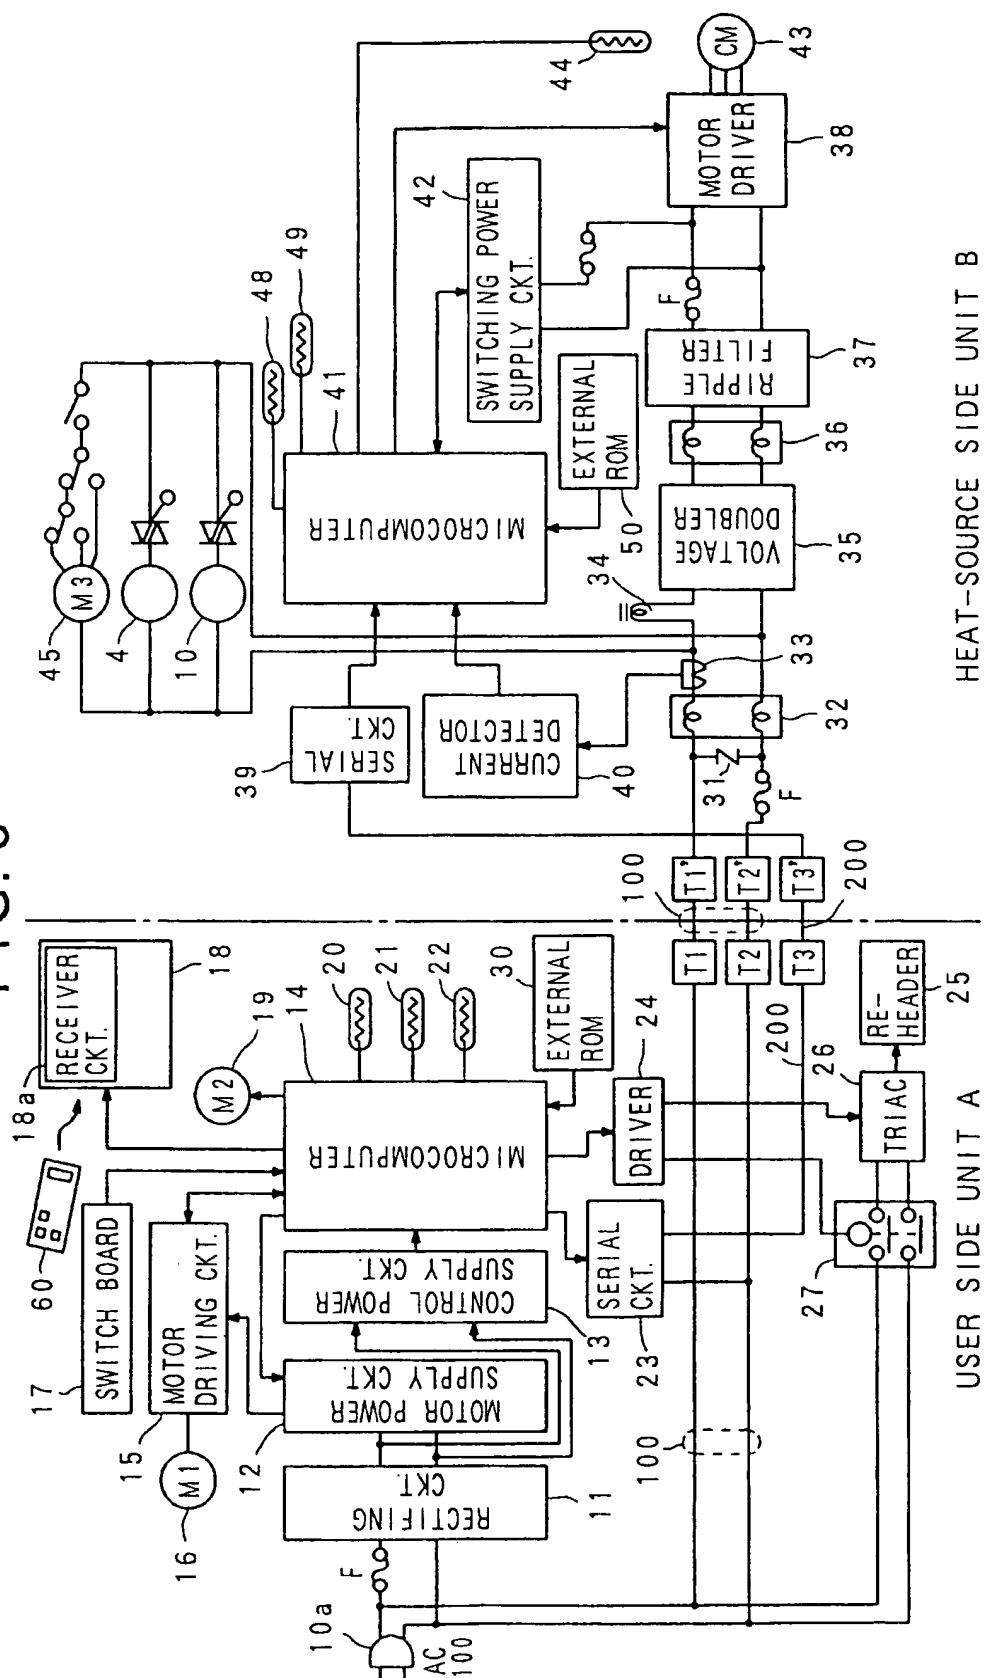 FIG.
USER SIDE UNIT A
HEAT-SOURCE SIDE UNIT B
AC
100
10a
F
RECTIFING
CKT.
11
MOTOR POWER
SUPPLY CKT.
12
CONTROL POWER
SUPPLY CKT.
13
MICROCOMPUTER
14
MOTOR
DRIVING CKT.
15
M1
16
SWITCH BOARD
17
60
18a
RECEIVER
CKT.
18
M2
19
20
21
22
EXTERNAL
ROM
30
SERIAL
CKT.
23
DRIVER
24
RE-
HEADER
25
TRIAC
26
27
100
200
T1
T2
T3
100
T1'
T2'
T3'
200
F
31
32
33
34
VOLTAGE
DOUBLER
35
36
RIPPLE
FILTER
37
F
MOTOR
DRIVER
38
CM
43
44
SERIAL
CKT.
39
CURRENT
DETECTOR
40
MICROCOMPUTER
41
SWITCHING POWER
SUPPLY CKT.
42
EXTERNAL
ROM
50
48
49
M3
45
4
10